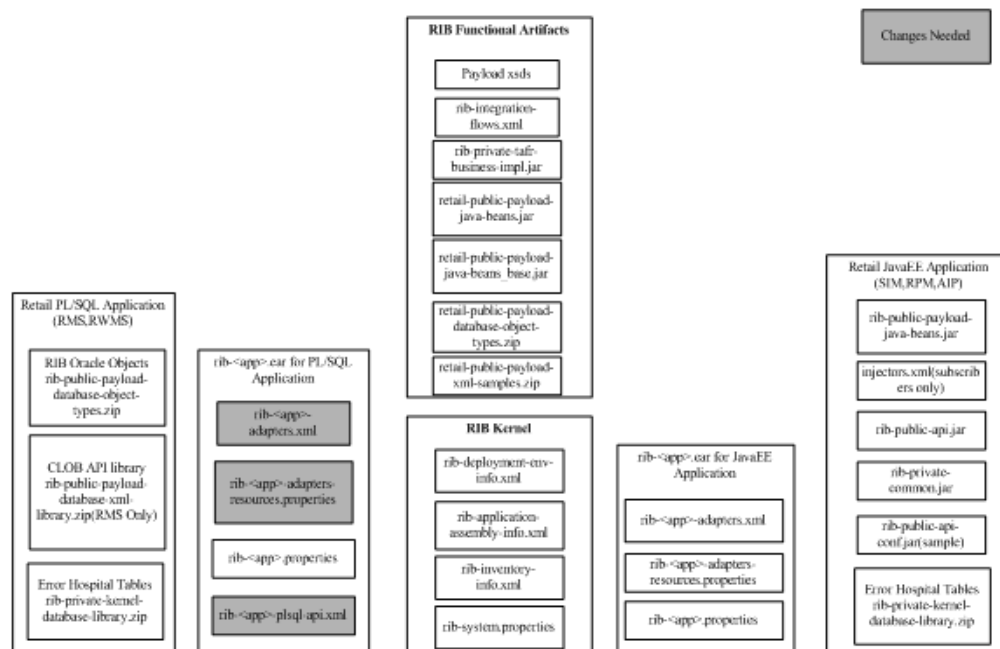 RIB Functional Artifacts
Payload xsds
rib-integration-
flows.xml
rib-private-tafr-
business-impl.jar
retail-public-payload-
java-beans.jar
retail-public-payload-
java-beans_base.jar
retail-public-payload-
database-object-
types.zip
retail-public-payload-
xml-samples.zip
Changes Needed
Retail PL/SQL Application
(RMS,RWMS)
RIB Oracle Objects
rib-public-payload-
database-object-
types.zip
CLOB API library
rib-public-payload-
database-xml-
library.zip(RMS Only)
Error Hospital Tables
rib-private-kernel-
database-library.zip
rib-<app>.ear for PL/SQL
Application
rib-<app>-
adapters.xml
rib-<app>-adapters-
resources.properties
rib-<app>.properties
rib-<app>-plsql-api.xml
RIB Kernel
rib-deployment-env-
info.xml
rib-application-
assembly-info.xml
rib-inventory-
info.xml
rib-system.properties
rib-<app>.ear for JavaEE
Application
rib-<app>-adapters.xml
rib-<app>-adapters-
resources.properties
rib-<app>.properties
Retail JavaEE Application
(SIM,RPM,AIP)
rib-public-payload-
java-beans.jar
injectors.xml(subscri
bers only)
rib-public-api.jar
rib-private-
common.jar
rib-public-api-
conf.jar(sample)
Error Hospital Tables
rib-private-kernel-
database-library.zip